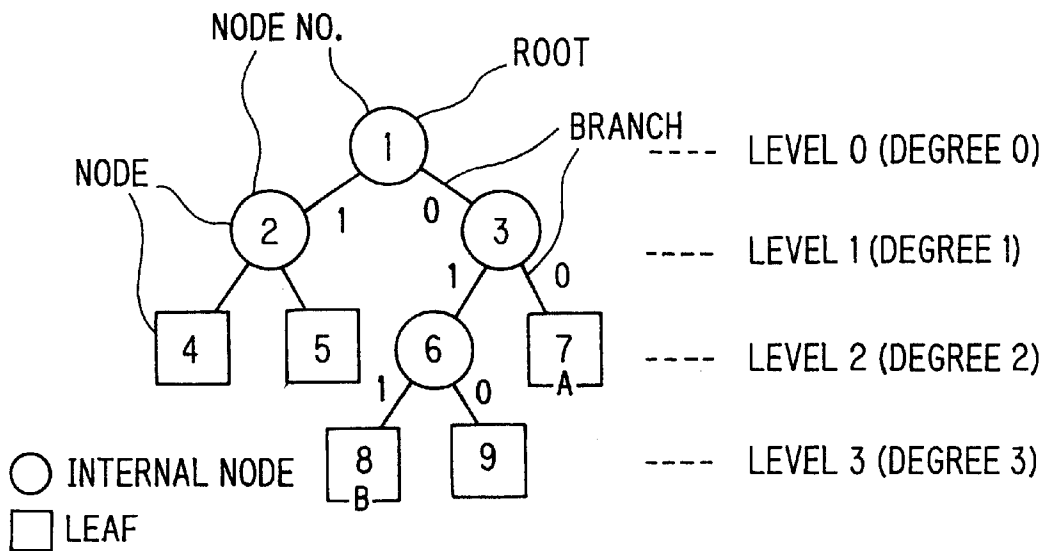 NODE NO.
ROOT
1
BRANCH
---- LEVEL 0 (DEGREE 0)
NODE
2
1
0
3
---- LEVEL 1 (DEGREE 1)
1
0
4
5
6
7
A
---- LEVEL 2 (DEGREE 2)
1
0
8
B
9
---- LEVEL 3 (DEGREE 3)
INTERNAL NODE
LEAF